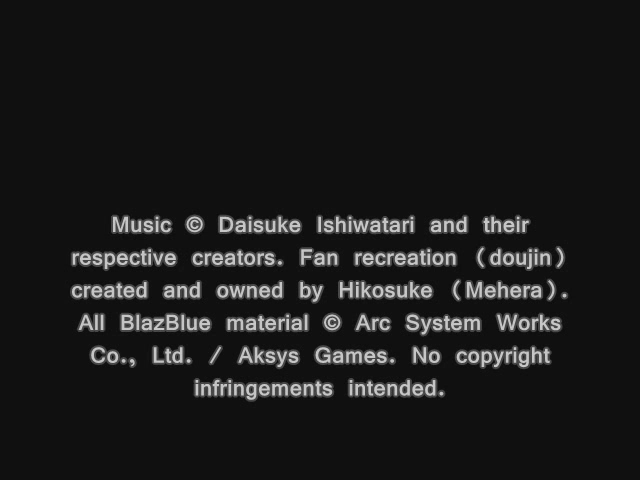 Music © Daisuke Ishiwatari and their
respective creators. Fan recreation (doujin)
created and owned by Hikosuke (Mehera).
All BlazBlue material © Arc System Works
Co., Ltd. / Aksys Games. No copyright
infringements intended.